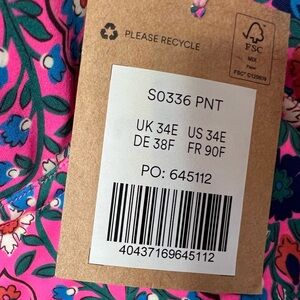 PLEASE RECYCLE
FSC
MIX
S0336 PNT
UK 34E US 34E
DE 38F FR 90F
PO: 645112
40437169645112